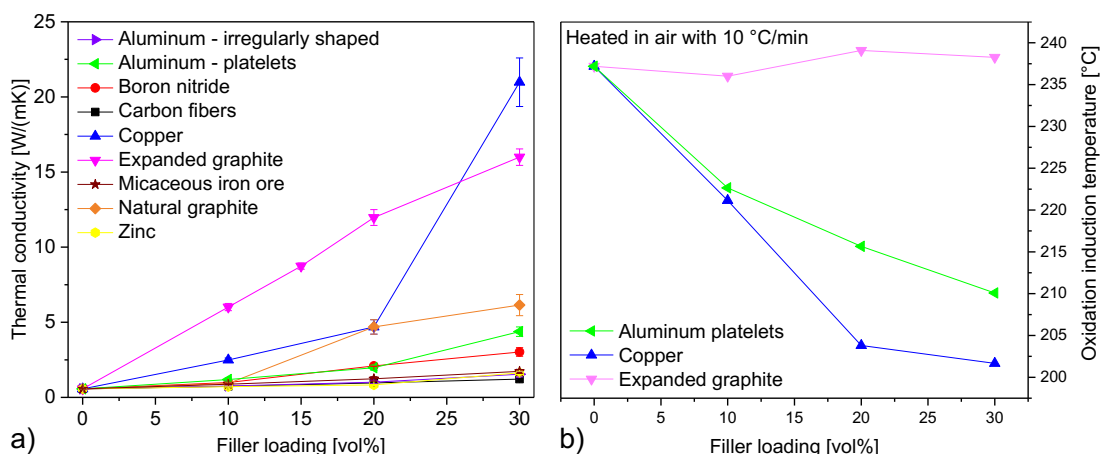 25
20
15
10
5
0
Thermal conductivity [W/(mK)]
Aluminum - irregularly shaped
Aluminum - platelets
Boron nitride
Carbon fibers
Copper
Expanded graphite
Micaceous iron ore
Natural graphite
Zinc
0 10 20 30
Filler loading [vol%]
a)
Heated in air with 10 °C/min
Aluminum platelets
Copper
Expanded graphite
240
235
230
225
220
215
210
205
200
Oxidation induction temperature [°C]
0 5 10 15 20 25 30
Filler loading [vol%]
b)